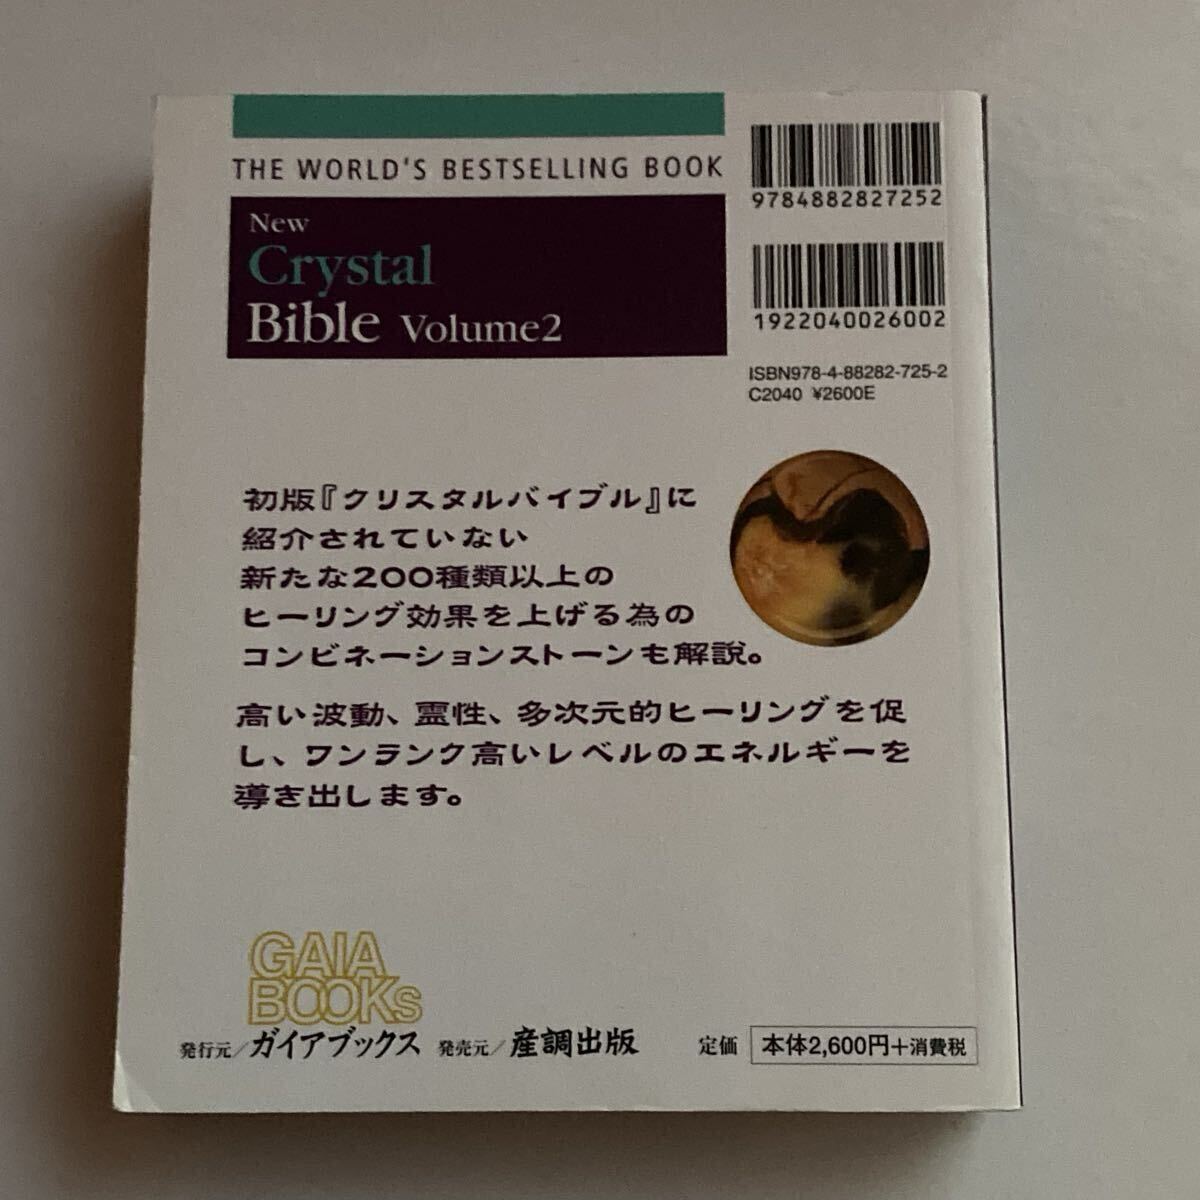 THE WORLD'S BESTSELLING BOOK
New
Crystal
Bible Volume2
9784882827252
1922040026002
ISBN978-4-88282-725-2
C2040 ¥2600E
初版『クリスタルバイブル』に
紹介されていない
新たな200種類以上の
ヒーリング効果を上げる為の
コンビネーションストーンも解説。
高い波動、霊性、多次元的ヒーリングを促
し、ワンランク高いレベルのエネルギーを
導き出します。
GAIA
BOOKs
発行元／ガイアブックス 発売元／産調出版 定価 本体2,600円+消費税